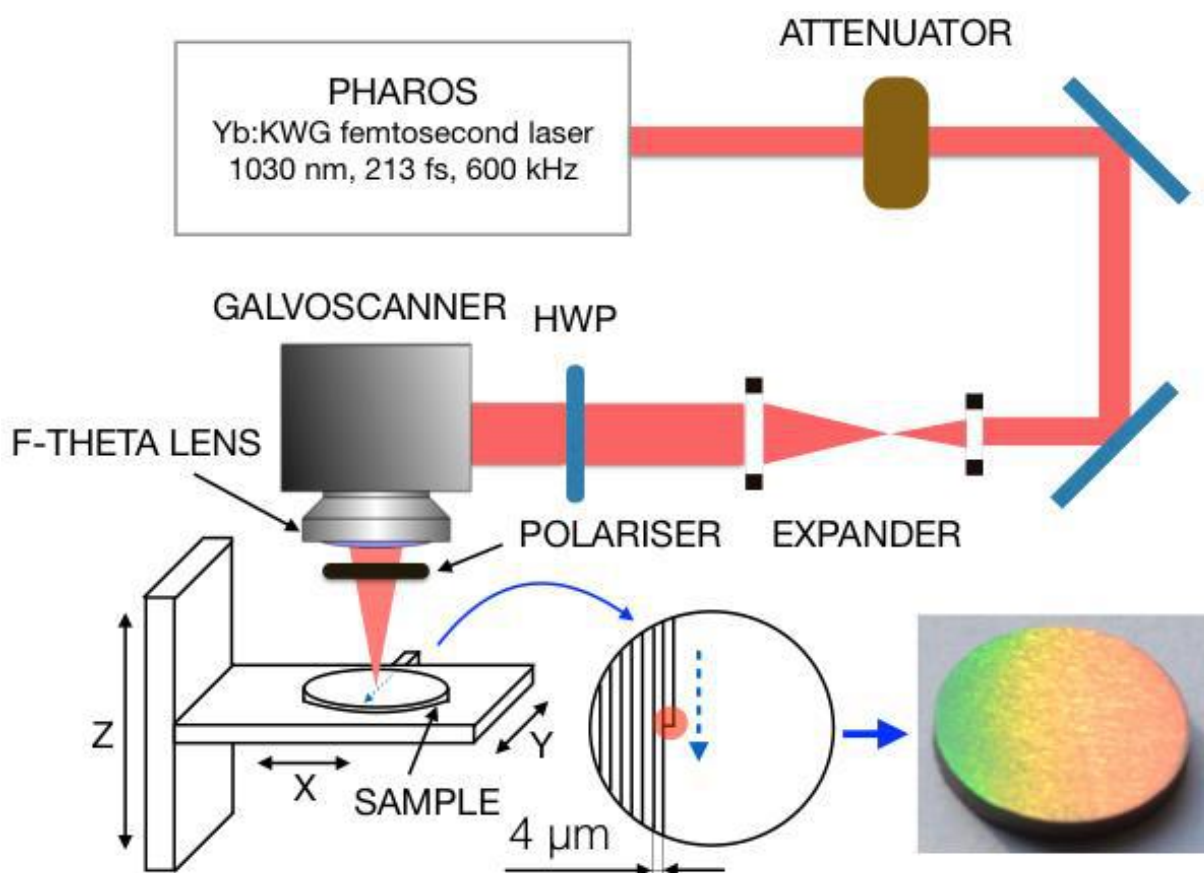 ATTENUATOR
PHAROS
Yb:KWG femtosecond laser
1030 nm, 213 fs, 600 kHz
GALVOSCANNER
HWP
F-THETA LENS
POLARISER
EXPANDER
Z
X
Y
SAMPLE
4 µm